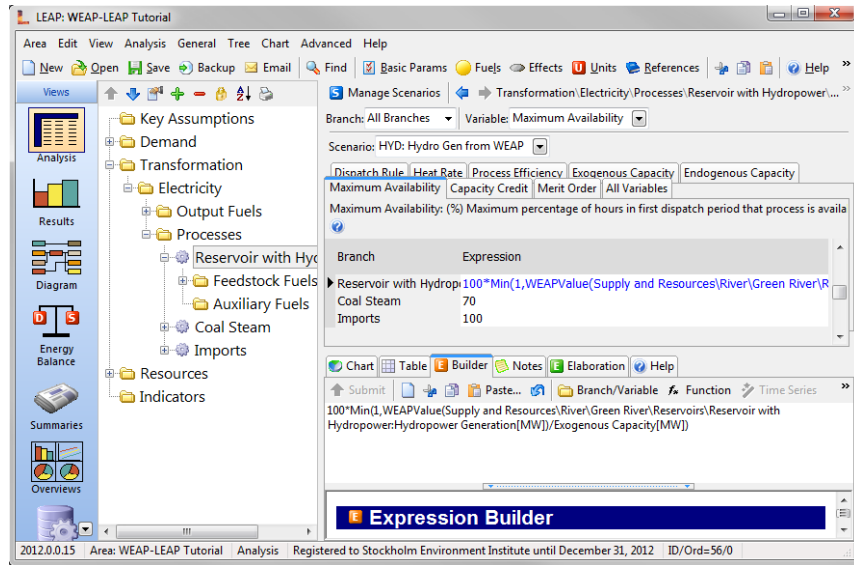 LEAP: WEAP-LEAP Tutorial
Area Edit View Analysis General Tree Chart Advanced Help
New Open Save Backup Email Find Basic Params Fuels Effects Units References Help »
Views
Manage Scenarios Transformation\Electricity\Processes\Reservoir with Hydropower\... »
Key Assumptions
Branch: All Branches Variable: Maximum Availability
Demand
Analysis
Scenario: HYD: Hydro Gen from WEAP
Transformation
Dispatch Rule Heat Rate Process Efficiency Exogenous Capacity Endogenous Capacity
Electricity
Maximum Availability Capacity Credit Merit Order All Variables
Output Fuels
Maximum Availability: (%) Maximum percentage of hours in first dispatch period that process is availa
Results
Processes
Branch Expression
Reservoir with Hyd
Feedstock Fuels
Reservoir with Hydrop 100*Min(1,WEAPValue(Supply and Resources\River\Green River\R
Diagram
Auxiliary Fuels
Coal Steam 70
Imports 100
Coal Steam
Imports
Energy
Balance
Chart Table Builder Notes Elaboration Help
Resources
Submit Paste... Branch/Variable Function Time Series »
Indicators
100*Min(1,WEAPValue(Supply and Resources\River\Green River\Reservoirs\Reservoir with
Hydropower:Hydropower Generation[MW])/Exogenous Capacity[MW])
Summaries
Overviews
Expression Builder
2012.0.0.15 Area: WEAP-LEAP Tutorial Analysis Registered to Stockholm Environment Institute until December 31, 2012 ID/Ord=56/0